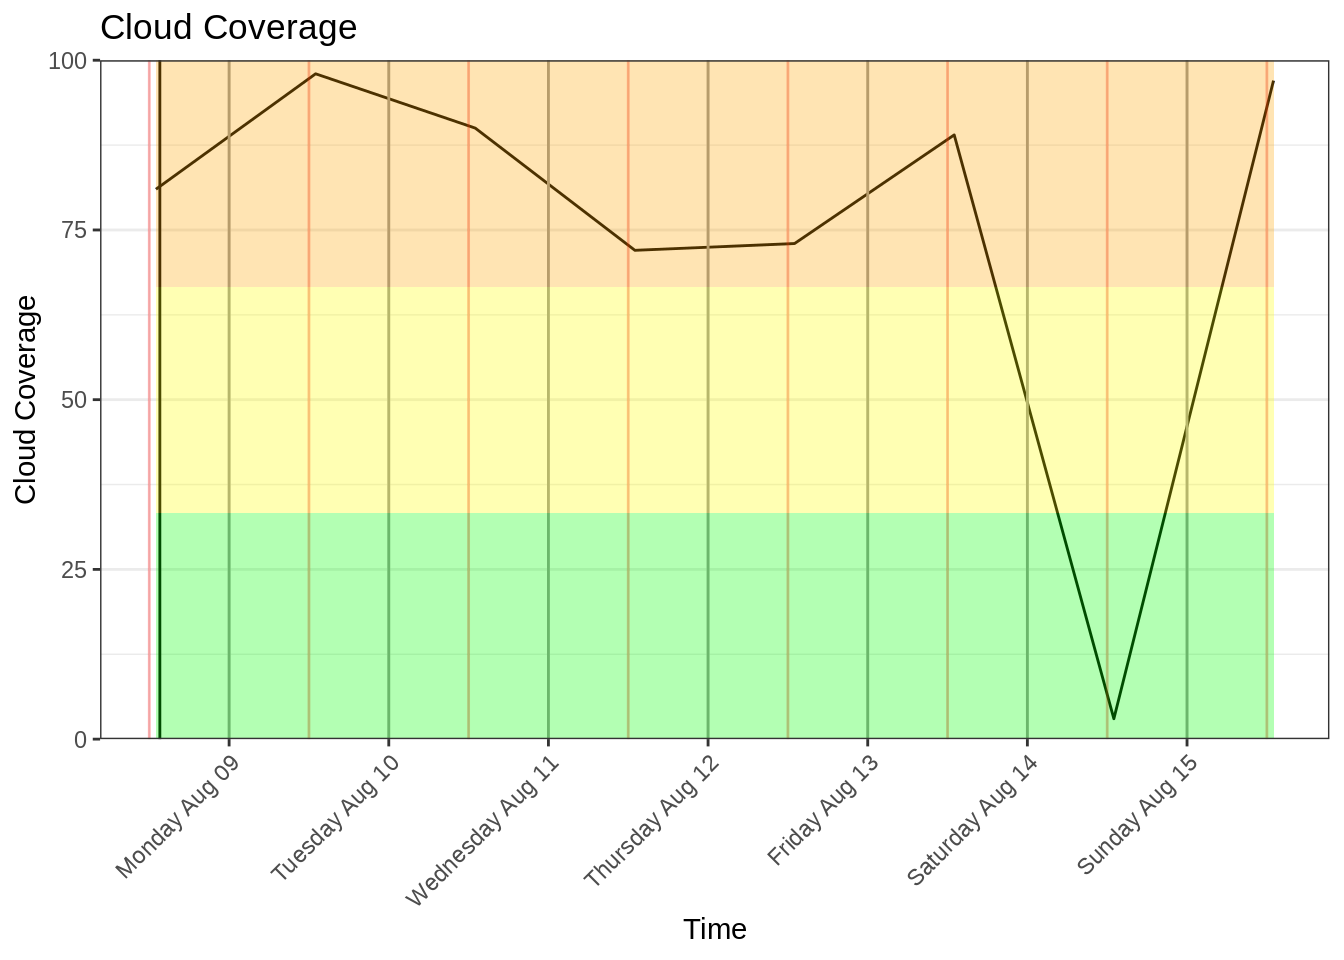 Cloud Coverage
100
75
50
25
0
Cloud Coverage
Monday Aug 09
Tuesday Aug 10
Wednesday Aug 11
Thursday Aug 12
Friday Aug 13
Saturday Aug 14
Sunday Aug 15
Time